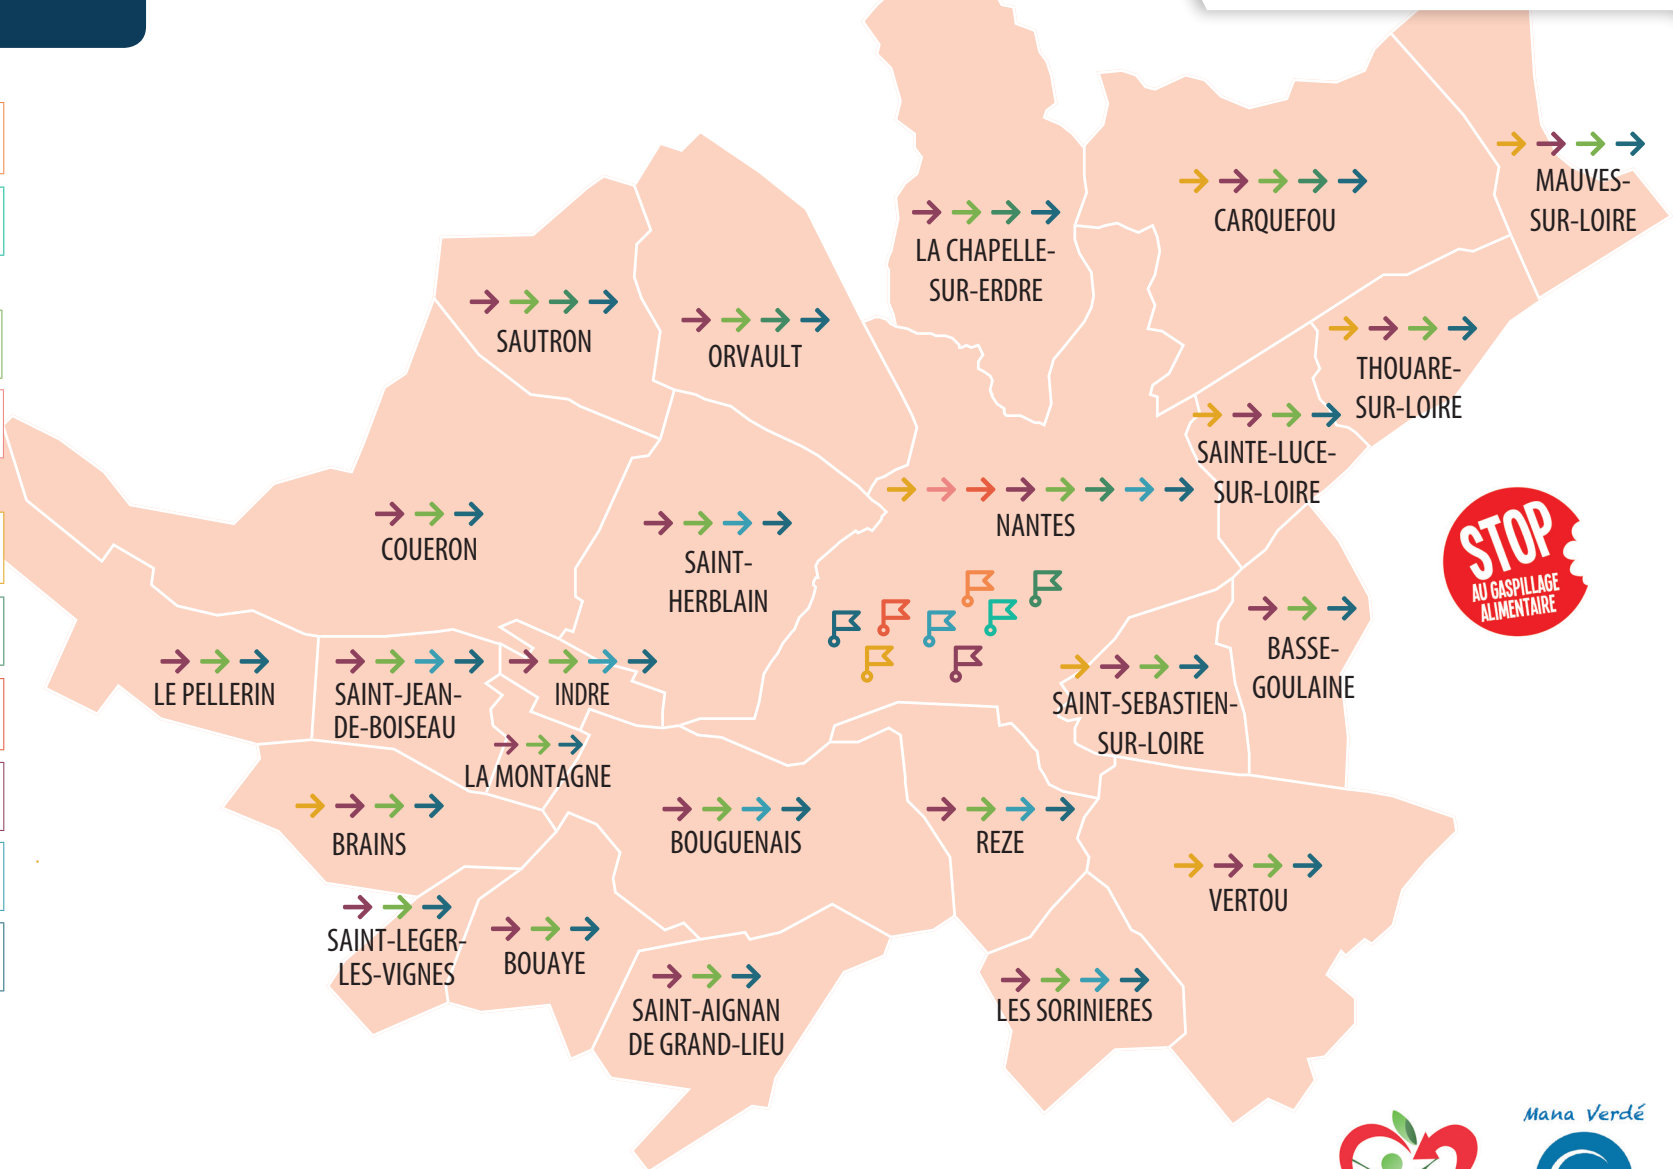 MAUVES-
SUR-LOIRE
CARQUEFOU
LA CHAPELLE-
SUR-ERDRE
SAUTRON
ORVAULT
THOUARE-
SUR-LOIRE
SAINTE-LUCE-
SUR-LOIRE
NANTES
COUERON
SAINT-
HERBLAIN
STOP
AU GASPILLAGE
ALIMENTAIRE
BASSE-
GOULAINE
LE PELLERIN
SAINT-JEAN-
DE-BOISEAU
INDRE
SAINT-SEBASTIEN-
SUR-LOIRE
LA MONTAGNE
BRAINS
BOUGUENAIS
REZE
VERTOU
SAINT-LEGER-
LES-VIGNES
BOUAYE
SAINT-AIGNAN
DE GRAND-LIEU
LES SORINIERES
Mana Verdé